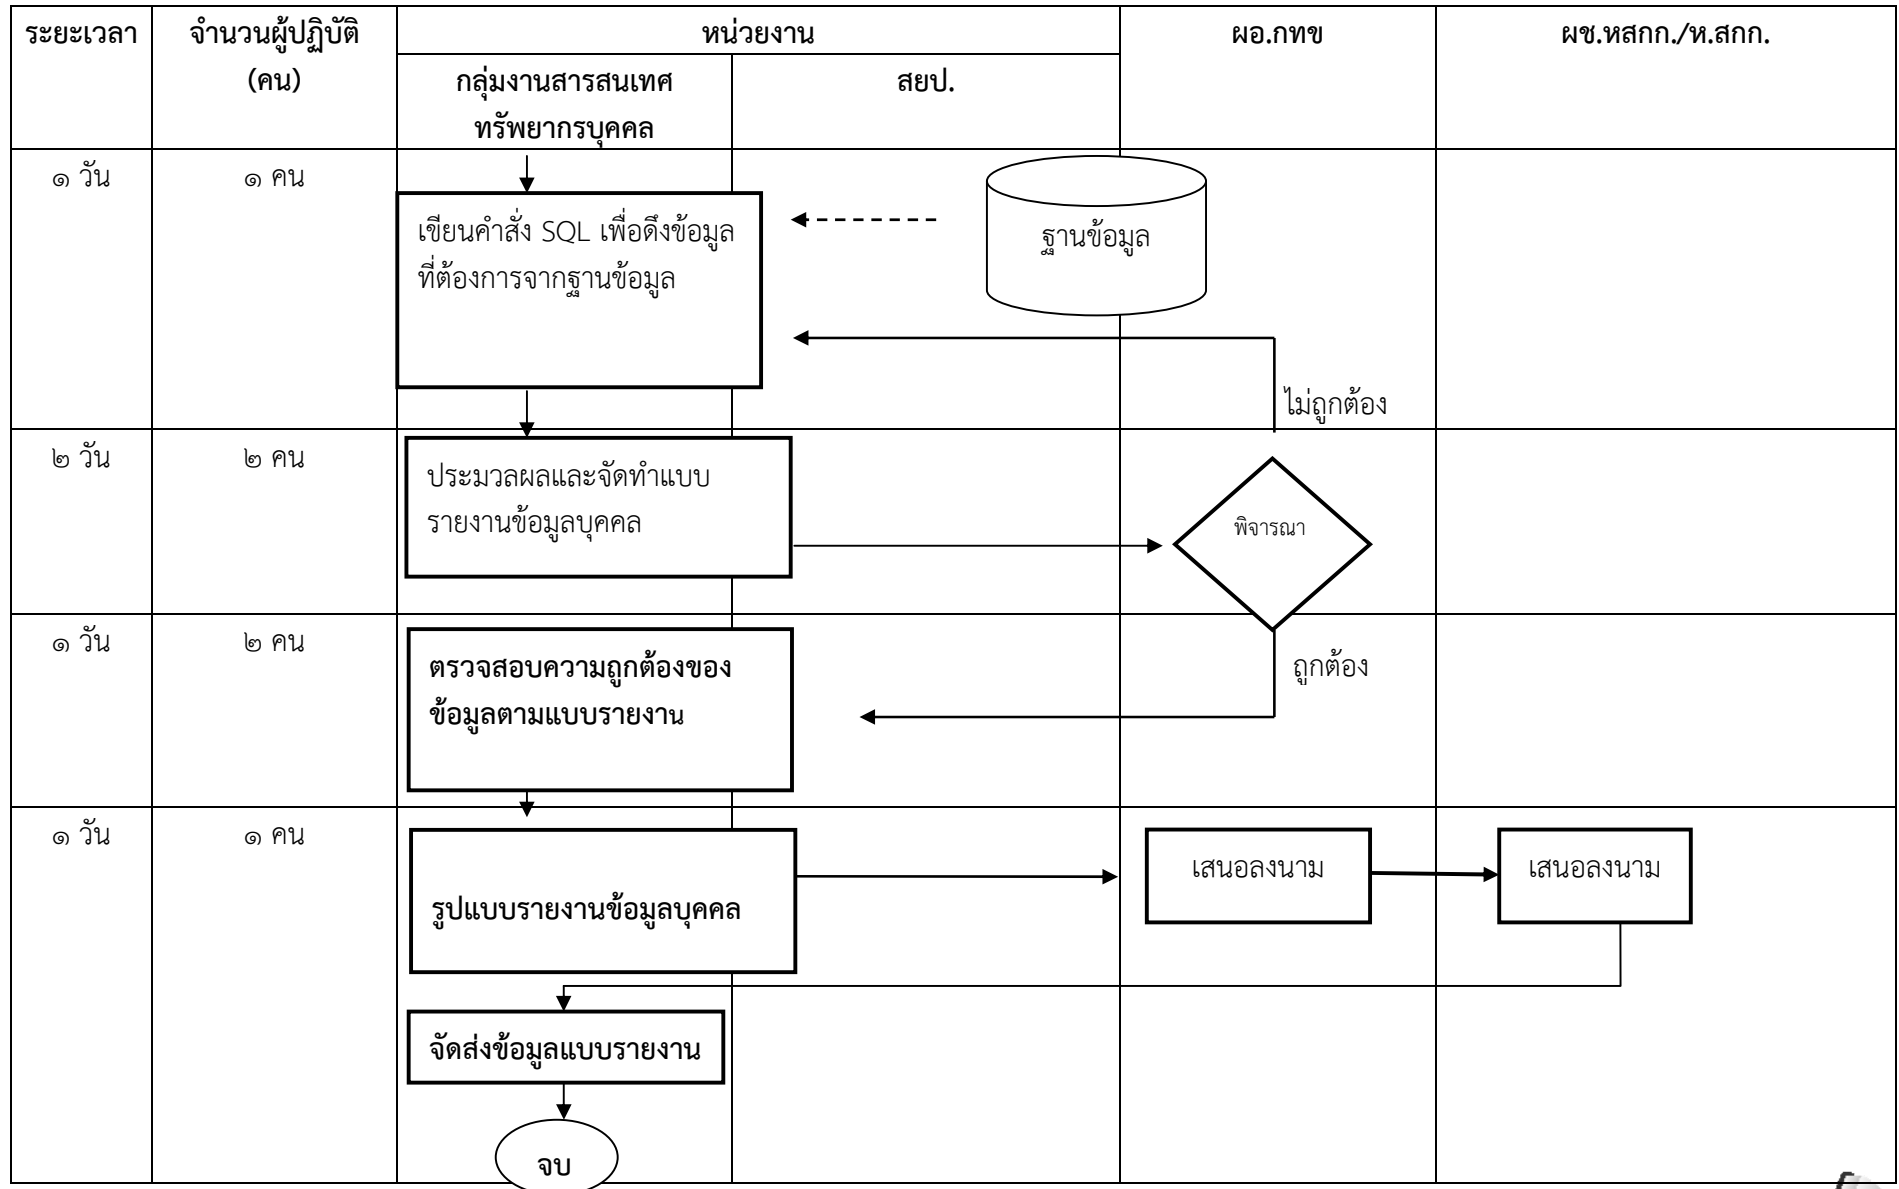 ระยะเวลา
จำนวนผู้ปฏิบัติ
(คน)
หน่วยงาน
ผอ.กทข
ผช.หสกก./ห.สกก.
กลุ่มงานสารสนเทศ
ทรัพยากรบุคคล
สยป.
๑ วัน
๑ คน
เขียนคำสั่ง SQL เพื่อดึงข้อมูล
ที่ต้องการจากฐานข้อมูล
ฐานข้อมูล
ไม่ถูกต้อง
๒ วัน
๒ คน
ประมวลผลและจัดทำแบบ
รายงานข้อมูลบุคคล
พิจารณา
๑ วัน
๒ คน
ตรวจสอบความถูกต้องของ
ข้อมูลตามแบบรายงาน
ถูกต้อง
๑ วัน
๑ คน
รูปแบบรายงานข้อมูลบุคคล
เสนอลงนาม
เสนอลงนาม
จัดส่งข้อมูลแบบรายงาน
จบ